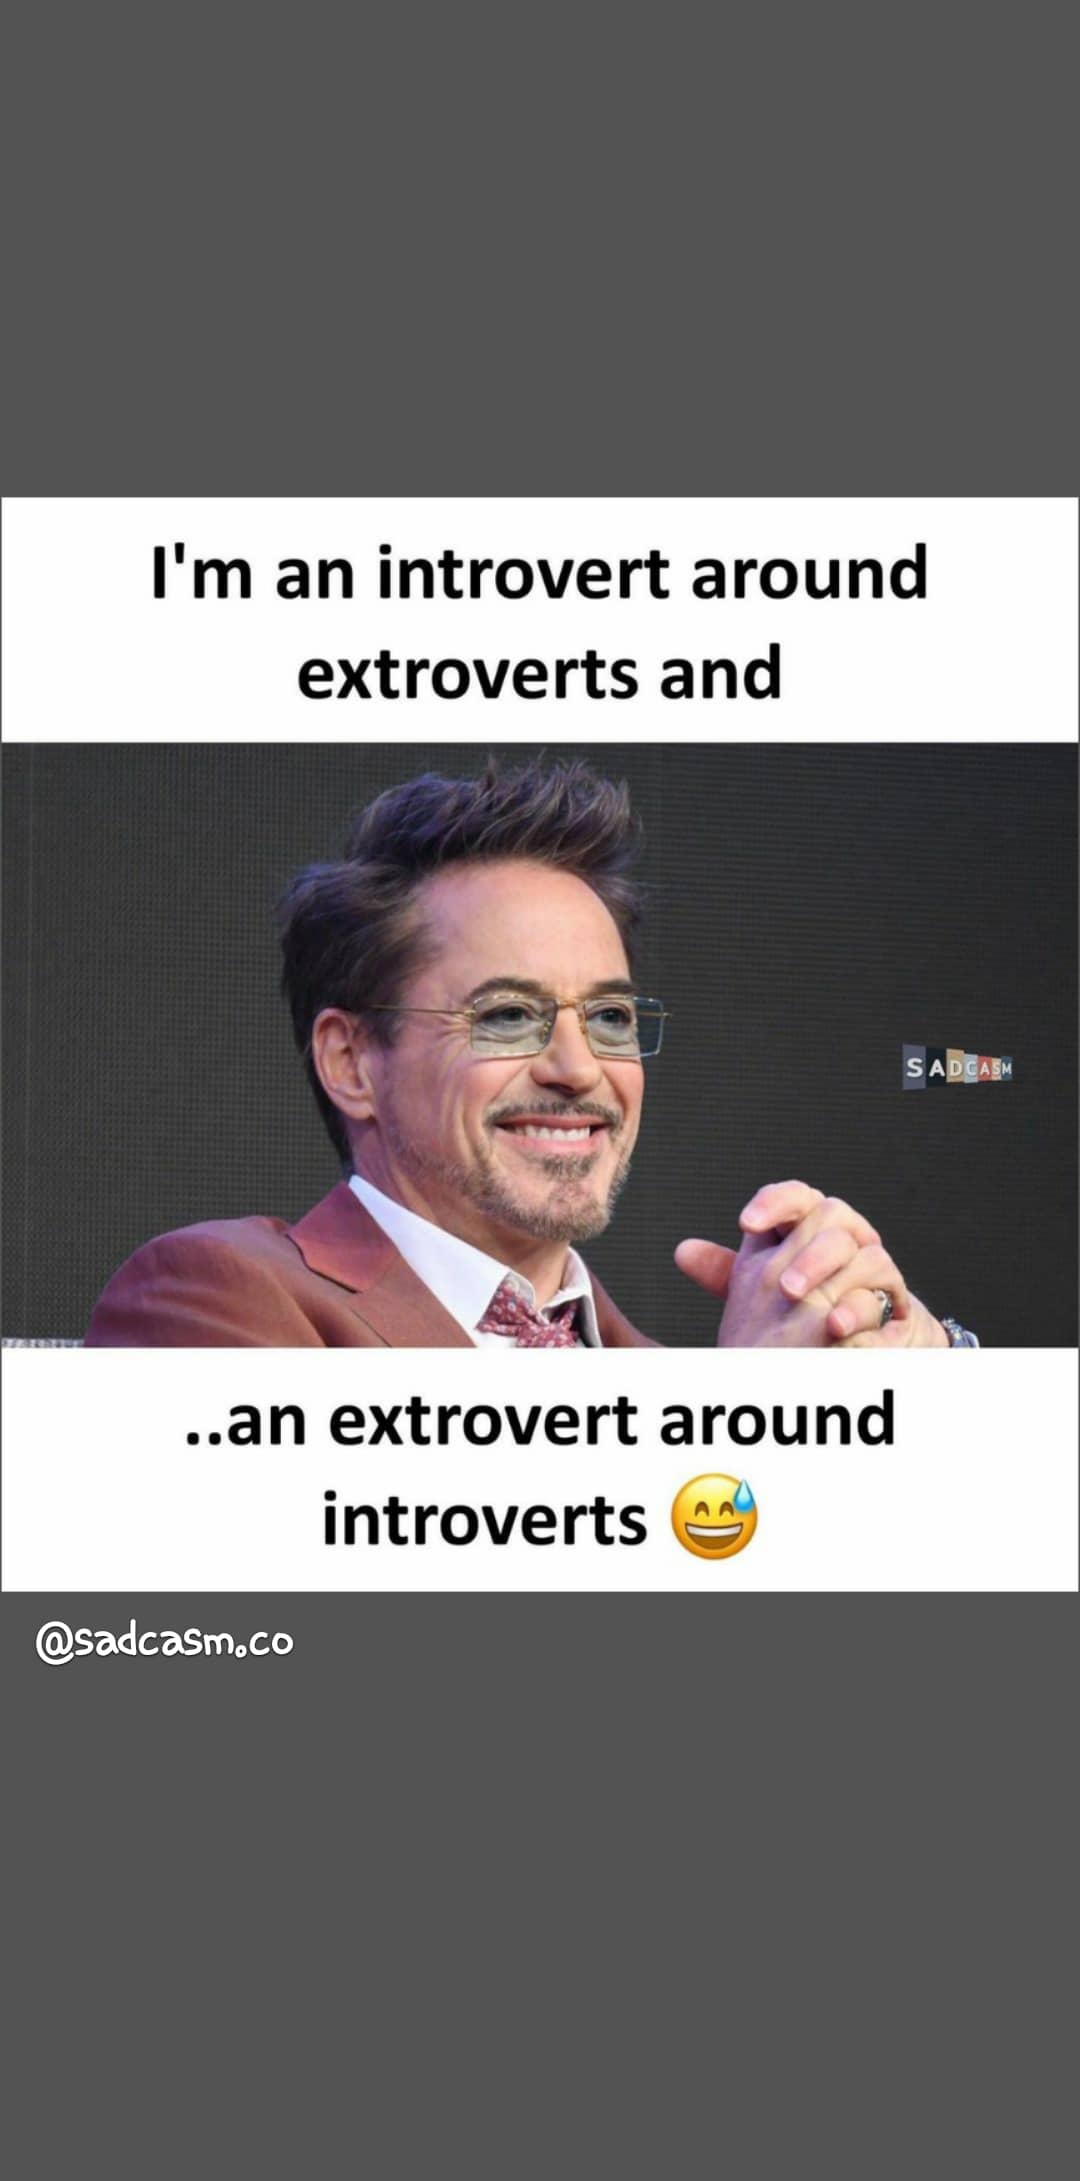 I'm an introvert around
extroverts and
SADCASM
..an extrovert around
introverts 😅
@sadcasm.co